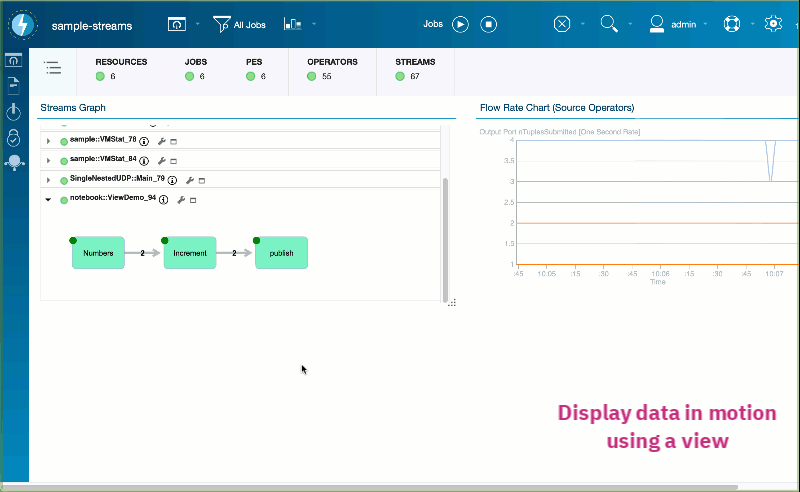 sample-streams
All Jobs
Jobs
admin
RESOURCES
6
JOBS
6
PES
6
OPERATORS
55
STREAMS
67
Streams Graph
sample::VMStat_78
sample::VMStat_84
SingleNestedUDP::Main_79
notebook::ViewDemo_94
Numbers
2
Increment
2
publish
Flow Rate Chart (Source Operators)
Output Port nTuplesSubmitted [One Second Rate]
4
3.5
3
2.5
2
1.5
1
:45
10:05
:15
:30
:45
10:06
:15
:30
:45
10:07
Time
Display data in motion
using a view